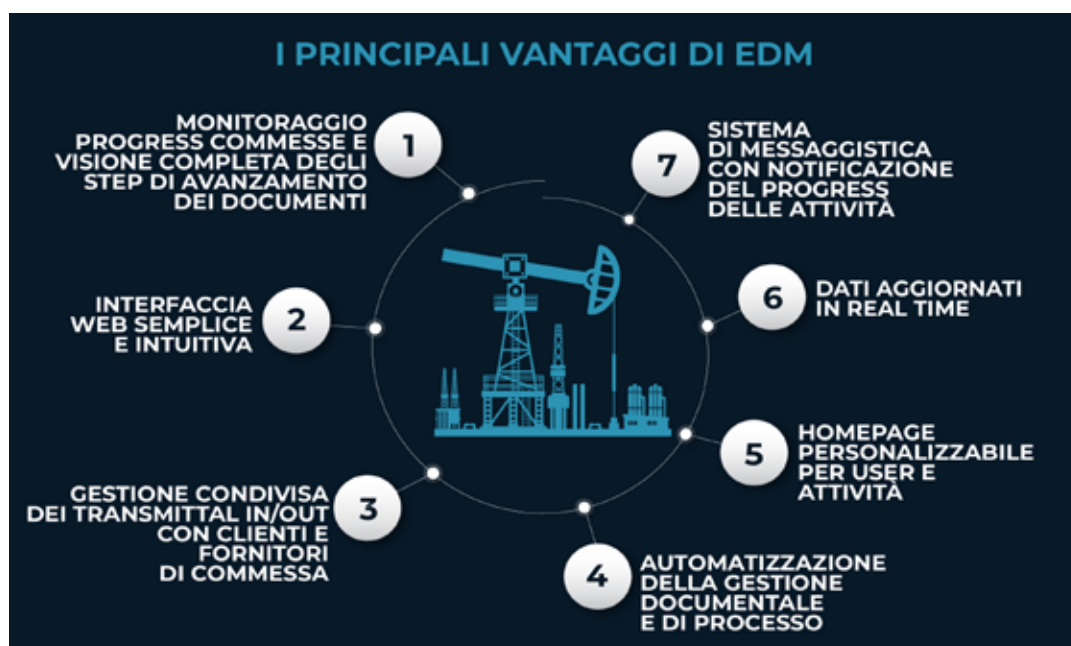 I PRINCIPALI VANTAGGI DI EDM
1
MONITORAGGIO
PROGRESS COMMESSE E
VISIONE COMPLETA DEGLI
STEP DI AVANZAMENTO
DEI DOCUMENTI
2
INTERFACCIA
WEB SEMPLICE
E INTUITIVA
3
GESTIONE CONDIVISA
DEI TRANSMITTAL IN/OUT
CON CLIENTI E
FORNITORI
DI COMMESSA
4
AUTOMATIZZAZIONE
DELLA GESTIONE
DOCUMENTALE
E DI PROCESSO
5
HOMEPAGE
PERSONALIZZABILE
PER USER E
ATTIVITÀ
6
DATI AGGIORNATI
IN REAL TIME
7
SISTEMA
DI MESSAGGISTICA
CON NOTIFICAZIONE
DEL PROGRESS
DELLE ATTIVITÀ